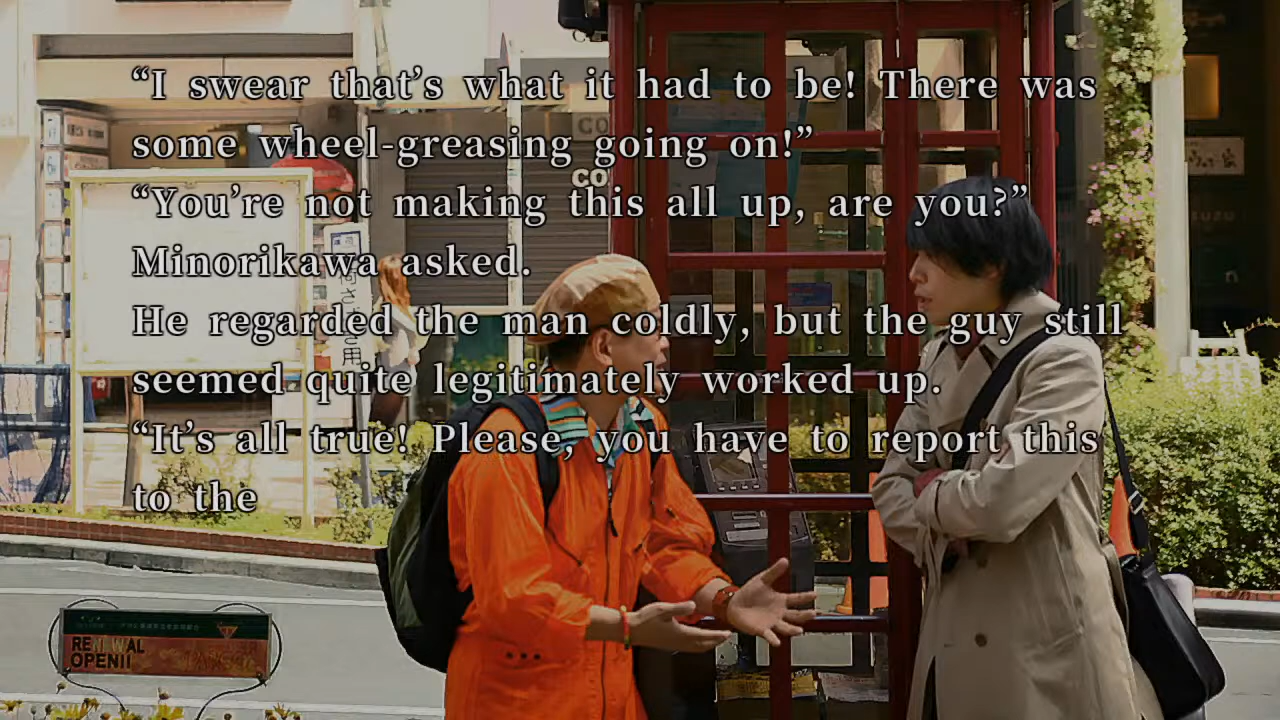 “I swear that’s what it had to be! There was
some wheel-greasing going on!”
“You’re not making this all up, are you?”
Minorikawa asked.
He regarded the man coldly, but the guy still
seemed quite legitimately worked up.
“It’s all true! Please, you have to report this
to the
CO
CO
RENEWAL
OPEN!!